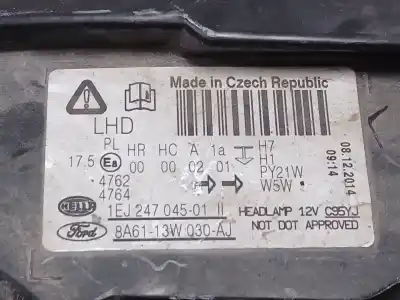 Made in Czech Republic
LHD
PL HR HC A 1a H7
17.5 E8 00 00 02 01 H1
PY21W
4762 W5W
4764
HELLA 1EJ 247 045-01 II HEADLAMP 12V C95YJ
Ford 8A61-13W 030-AJ NOT DOT APPROVED
08.12.2014
09:14